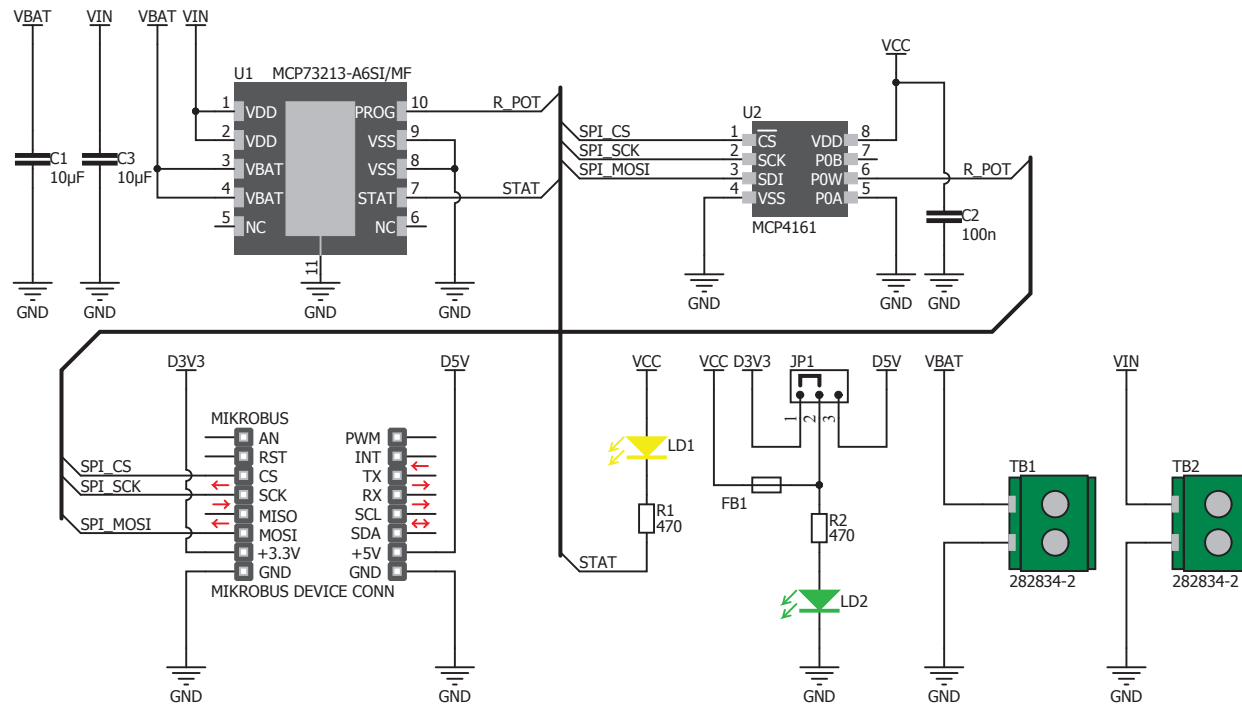 VBAT VIN VBAT VIN
U1 MCP73213-A6SI/MF
1 VDD PROG 10 R_POT
2 VDD VSS 9
3 VBAT VSS 8
4 VBAT STAT 7 STAT
5 NC NC 6
11
C1
10µF
C3
10µF
GND GND GND GND
VCC
U2
SPI_CS 1 CS VDD 8
SPI_SCK 2 SCK P0B 7
SPI_MOSI 3 SDI P0W 6 R_POT
4 VSS P0A 5
MCP4161
C2
100n
GND GND GND
D3V3 D5V
MIKROBUS
AN PWM
RST INT
SPI_CS CS TX
SPI_SCK SCK RX
MISO SCL
SPI_MOSI MOSI SDA
+3.3V +5V
GND GND
MIKROBUS DEVICE CONN
GND GND
VCC
LD1
R1
470
STAT
VCC D3V3 JP1 D5V
1 2 3
FB1
R2
470
LD2
GND
VBAT
TB1
282834-2
GND
VIN
TB2
282834-2
GND